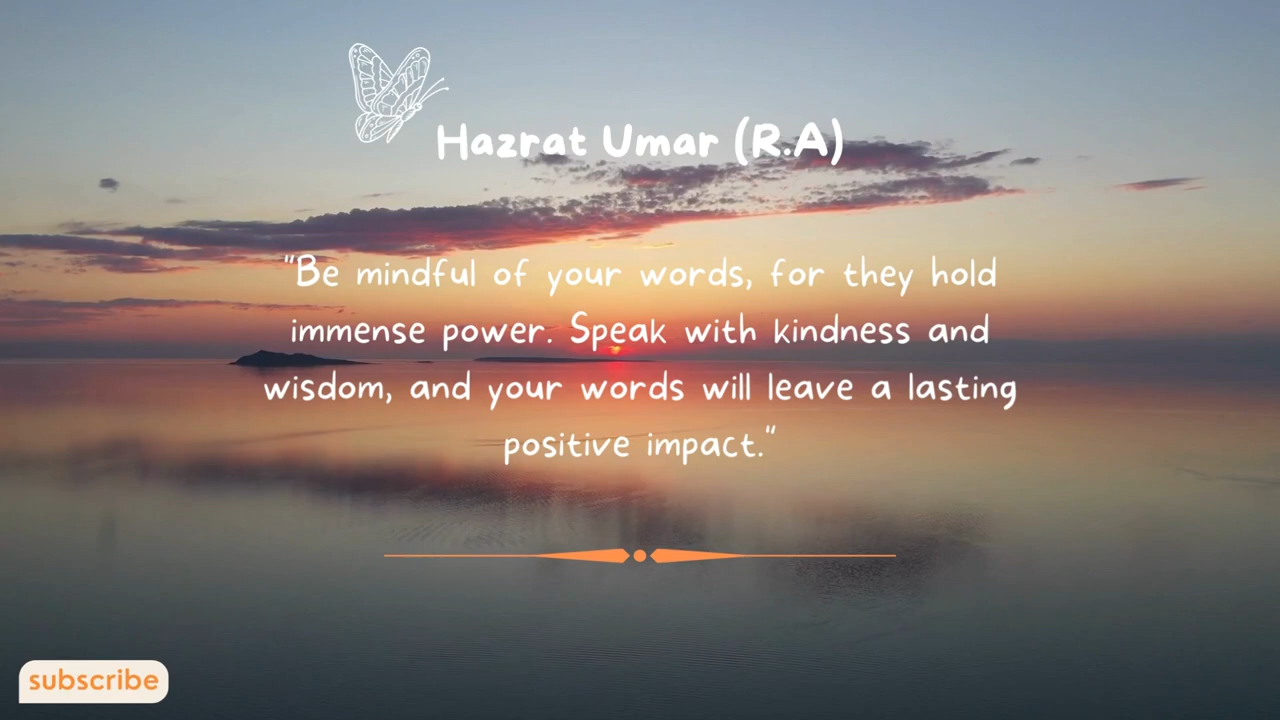 Hazrat Umar (R.A)
"Be mindful of your words, for they hold
immense power. Speak with kindness and
wisdom, and your words will leave a lasting
positive impact."
subscribe